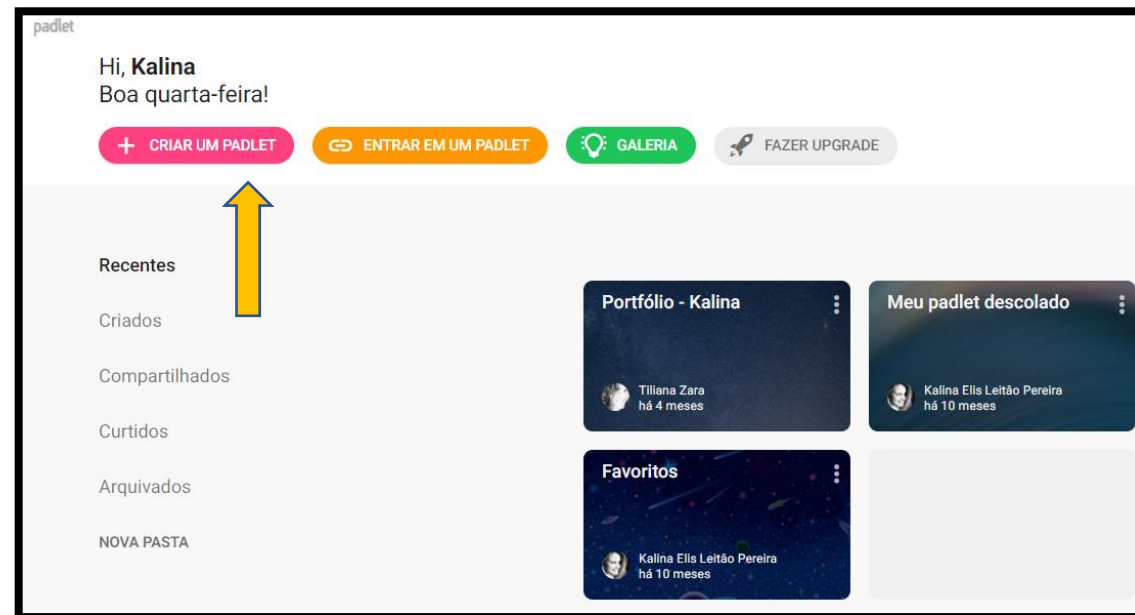 padlet
Hi, Kalina
Boa quarta-feira!
CRIAR UM PADLET
ENTRAR EM UM PADLET
GALERIA
FAZER UPGRADE
Recentes
Criados
Compartilhados
Curtidos
Arquivados
NOVA PASTA
Portfólio - Kalina
Tiliana Zara
há 4 meses
Meu padlet descolado
Kalina Elis Leitão Pereira
há 10 meses
Favoritos
Kalina Elis Leitão Pereira
há 10 meses